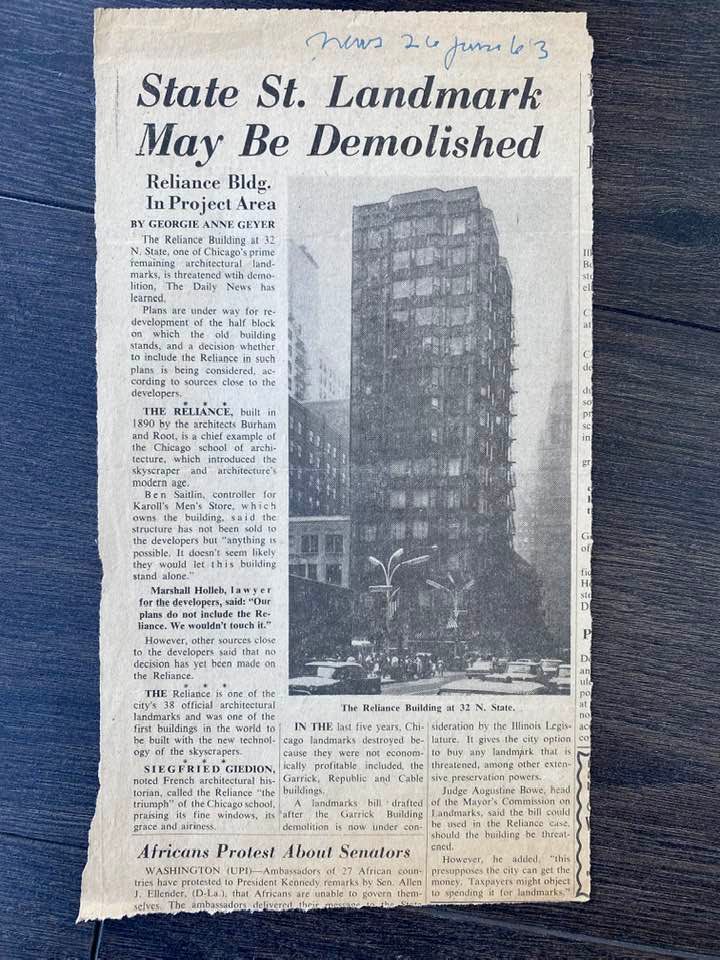 News 26 June 63
State St. Landmark
May Be Demolished
Reliance Bldg.
In Project Area
BY GEORGIE ANNE GEYER
The Reliance Building at 32
N. State, one of Chicago's prime
remaining architectural land-
marks, is threatened wtih demo-
lition, The Daily News has
learned.
Plans are under way for re-
development of the half block
on which the old building
stands, and a decision whether
to include the Reliance in such
plans is being considered, ac-
cording to sources close to the
developers.
* * *
THE RELIANCE, built in
1890 by the architects Burham
and Root, is a chief example of
the Chicago school of archi-
tecture, which introduced the
skyscraper and architecture's
modern age.
Ben Saitlin, controller for
Karoll's Men's Store, which
owns the building, said the
structure has not been sold to
the developers but "anything is
possible. It doesn't seem likely
they would let this building
stand alone."
Marshall Holleb, lawyer
for the developers, said: "Our
plans do not include the Re-
liance. We wouldn't touch it."
However, other sources close
to the developers said that no
decision has yet been made on
the Reliance.
* * *
THE Reliance is one of the
city's 38 official architectural
landmarks and was one of the
first buildings in the world to
be built with the new technol-
ogy of the skyscrapers.
* * *
SIEGFRIED GIEDION,
noted French architectural his-
torian, called the Reliance "the
triumph" of the Chicago school,
praising its fine windows, its
grace and airiness.
The Reliance Building at 32 N. State.
IN THE last five years, Chi-
cago landmarks destroyed be-
cause they were not econom-
ically profitable included, the
Garrick, Republic and Cable
buildings.
A landmarks bill drafted
after the Garrick Building
demolition is now under con-
sideration by the Illinois Legis-
lature. It gives the city option
to buy any landmark that is
threatened, among other exten-
sive preservation powers.
Judge Augustine Bowe, head
of the Mayor's Commission on
Landmarks, said the bill could
be used in the Reliance case,
should the building be threat-
ened.
However, he added, "this
presupposes the city can get the
money. Taxpayers might object
to spending it for landmarks."
Africans Protest About Senators
WASHINGTON (UPI)—Ambassadors of 27 African coun-
tries have protested to President Kennedy remarks by Sen. Allen
J. Ellender, (D-La.), that Africans are unable to govern them-
selves. The ambassadors delivered their message to the State